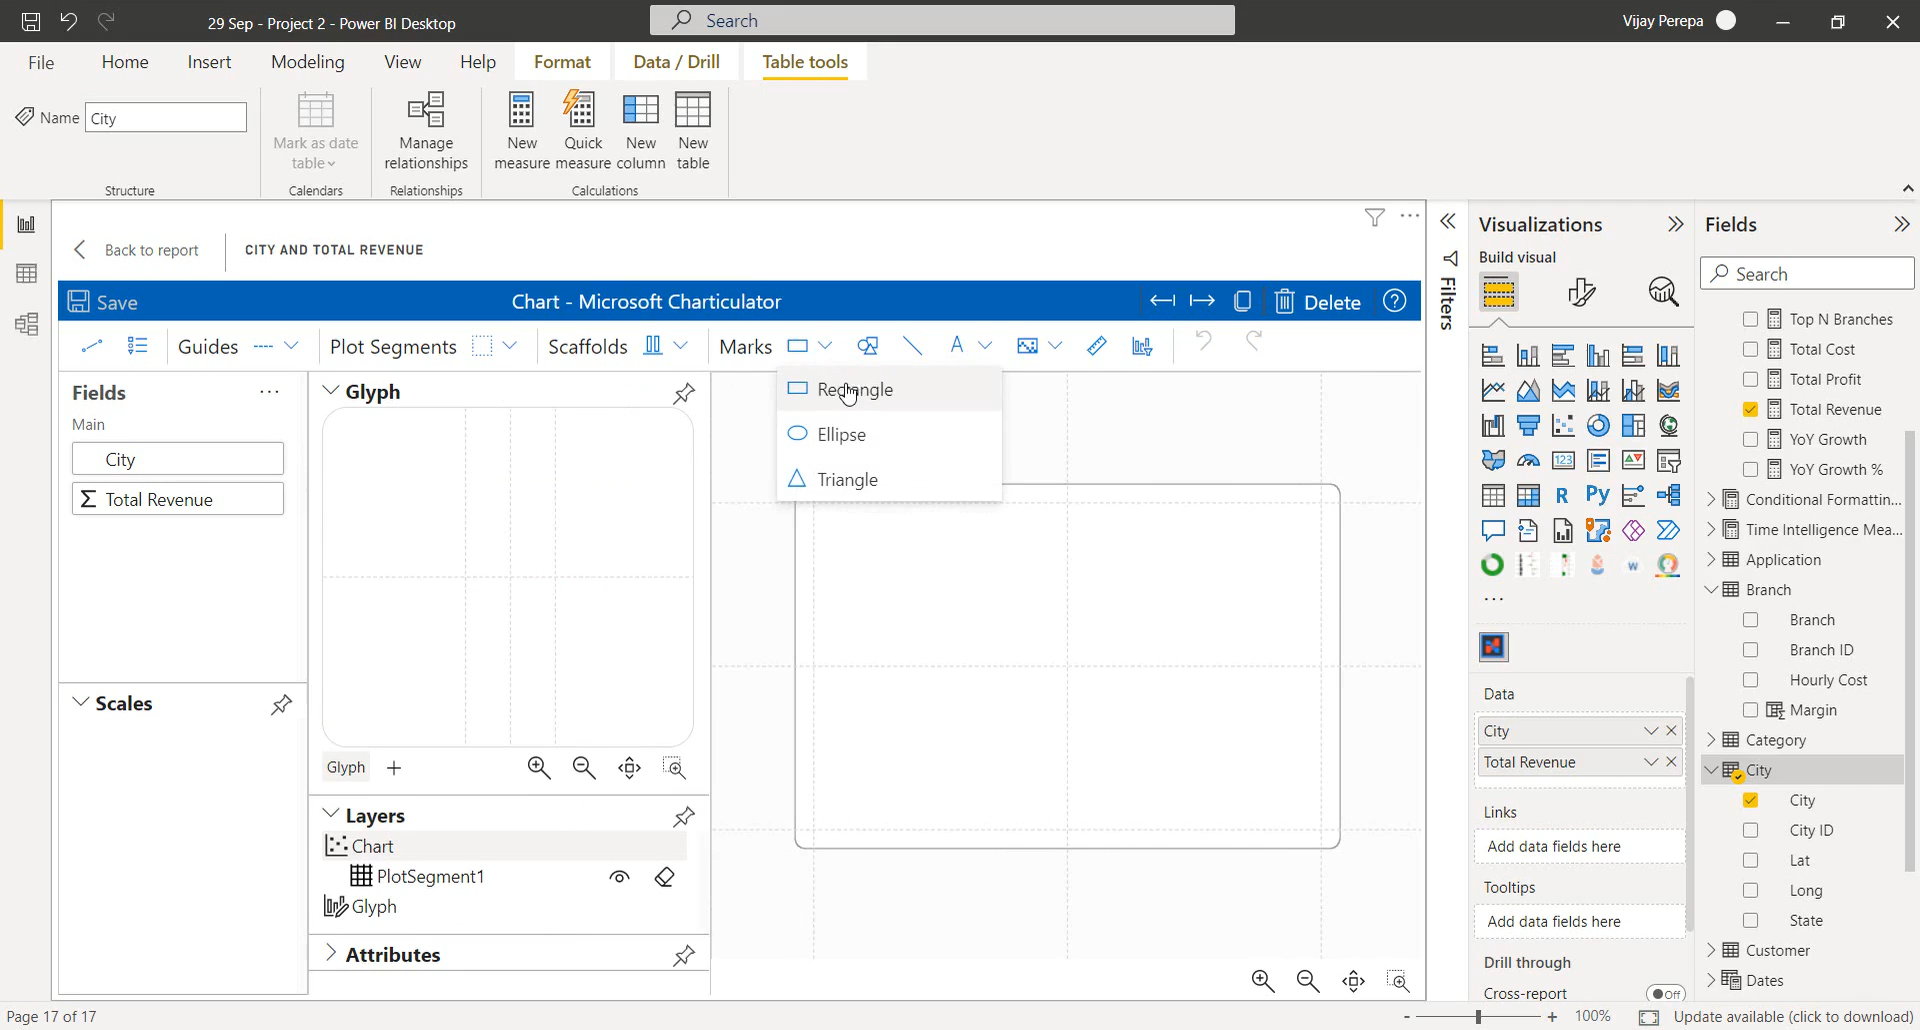 29 Sep - Project 2 - Power BI Desktop
Search
Vijay Perepa
File
Home
Insert
Modeling
View
Help
Format
Data / Drill
Table tools
Name
City
Mark as date
table
Manage
relationships
New
measure
Quick
measure
New
column
New
table
Structure
Calendars
Relationships
Calculations
Back to report
CITY AND TOTAL REVENUE
Save
Chart - Microsoft Charticulator
Delete
Guides
Plot Segments
Scaffolds
Marks
Rectangle
Ellipse
Triangle
Fields
Main
City
Σ Total Revenue
Scales
Glyph
Glyph
Layers
Chart
PlotSegment1
Glyph
Attributes
Filters
Visualizations
Build visual
R
Py
123
W
Data
City
Total Revenue
Links
Add data fields here
Tooltips
Add data fields here
Drill through
Cross-report
Off
Fields
Search
Top N Branches
Total Cost
Total Profit
Total Revenue
YoY Growth
YoY Growth %
Conditional Formattin...
Time Intelligence Mea...
Application
Branch
Branch
Branch ID
Hourly Cost
Margin
Category
City
City
City ID
Lat
Long
State
Customer
Dates
Page 17 of 17
- + 100%
Update available (click to download)